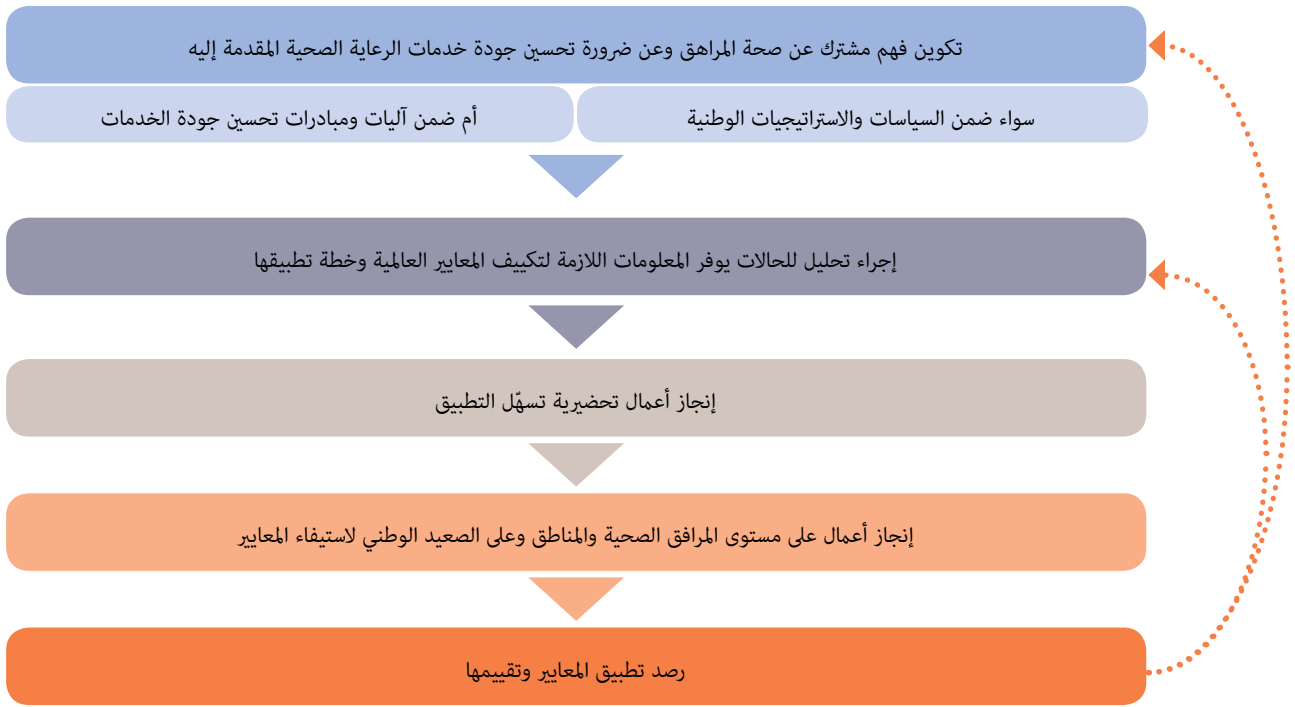 تكوين فهم مشترك عن صحة المراهق وعن ضرورة تحسين جودة خدمات الرعاية الصحية المقدمة إليه
سواء ضمن السياسات والاستراتيجيات الوطنية
أم ضمن آليات ومبادرات تحسين جودة الخدمات
إجراء تحليل للحالات يوفر المعلومات اللازمة لتكييف المعايير العالمية وخطة تطبيقها
إنجاز أعمال تحضيرية تسهّل التطبيق
إنجاز أعمال على مستوى المرافق الصحية والمناطق وعلى الصعيد الوطني لاستيفاء المعايير
رصد تطبيق المعايير وتقييمها